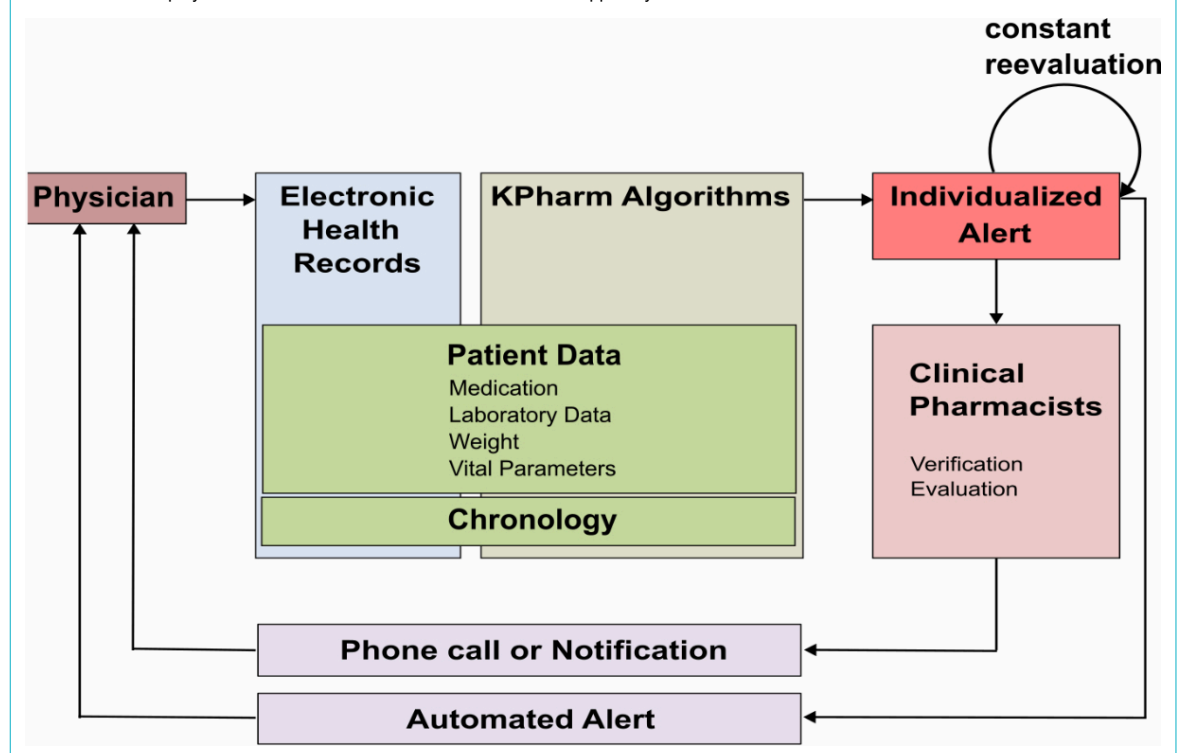 constant
reevaluation
Physician
Electronic
Health
Records
KPharm Algorithms
Individualized
Alert
Patient Data
Medication
Laboratory Data
Weight
Vital Parameters
Chronology
Clinical
Pharmacists
Verification
Evaluation
Phone call or Notification
Automated Alert